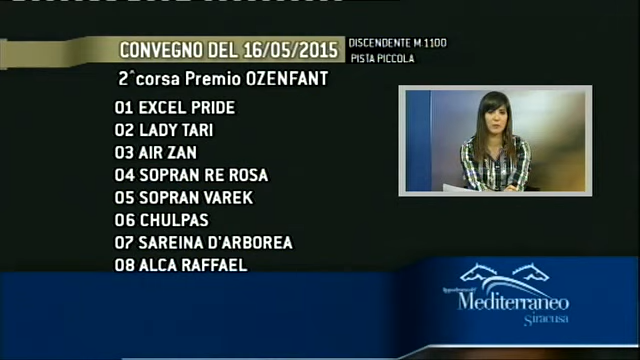 CONVEGNO DEL 16/05/2015
DISCENDENTE M.1100
PISTA PICCOLA
2^corsa Premio OZENFANT
01 EXCEL PRIDE
02 LADY TARI
03 AIR ZAN
04 SOPRAN RE ROSA
05 SOPRAN VAREK
06 CHULPAS
07 SAREINA D'ARBOREA
08 ALCA RAFFAEL
Ippodromo del
Mediterraneo
Siracusa